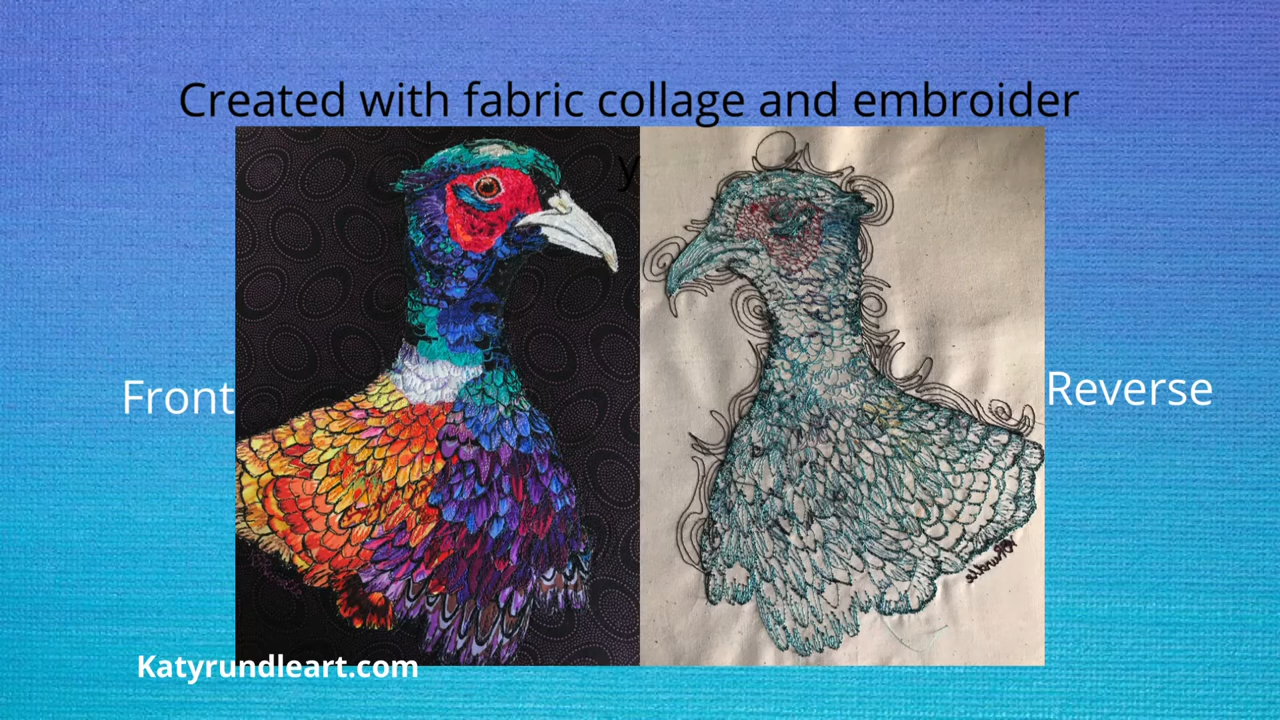 Created with fabric collage and embroider
y
Front
Reverse
Katyrundleart.com